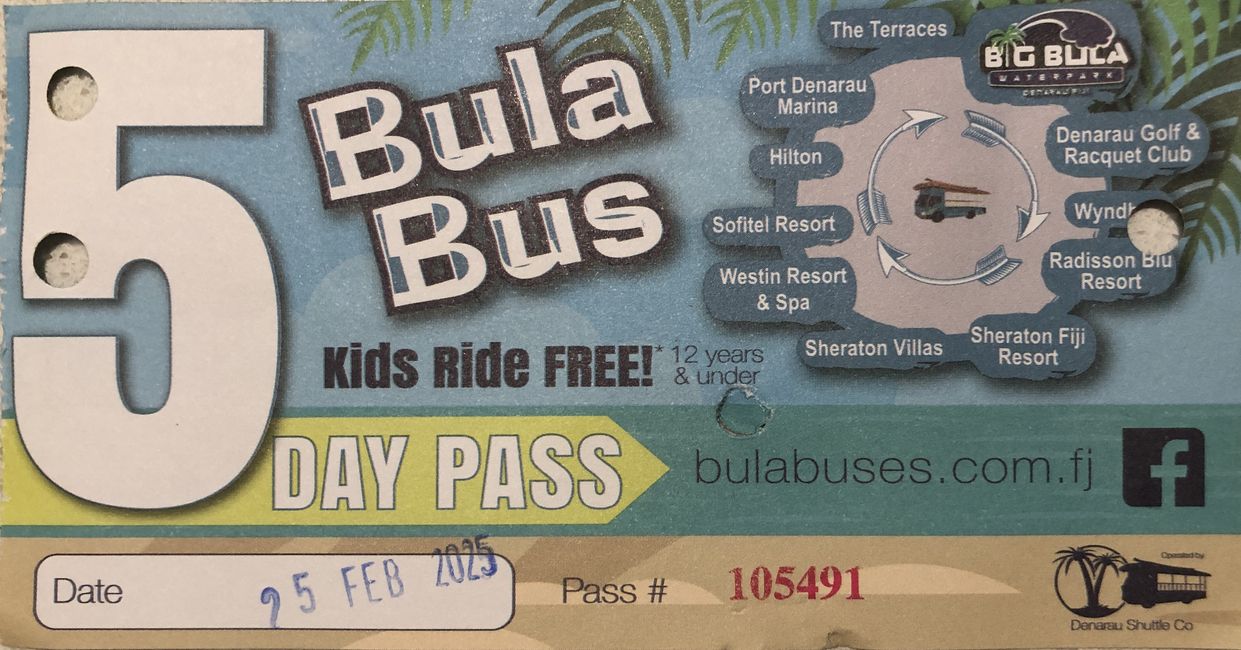 5
Bula
Bus
Kids Ride FREE!* 12 years
& under
DAY PASS
The Terraces
BIG BULA
WATERPARK
DENARAU FIJI
Port Denarau
Marina
Denarau Golf &
Racquet Club
Hilton
Sofitel Resort
Radisson Blu
Resort
Westin Resort
& Spa
Sheraton Fiji
Resort
Sheraton Villas
bulabuses.com.fj
f
Date 25 FEB 2025
Pass # 105491
Operated by
Denarau Shuttle Co